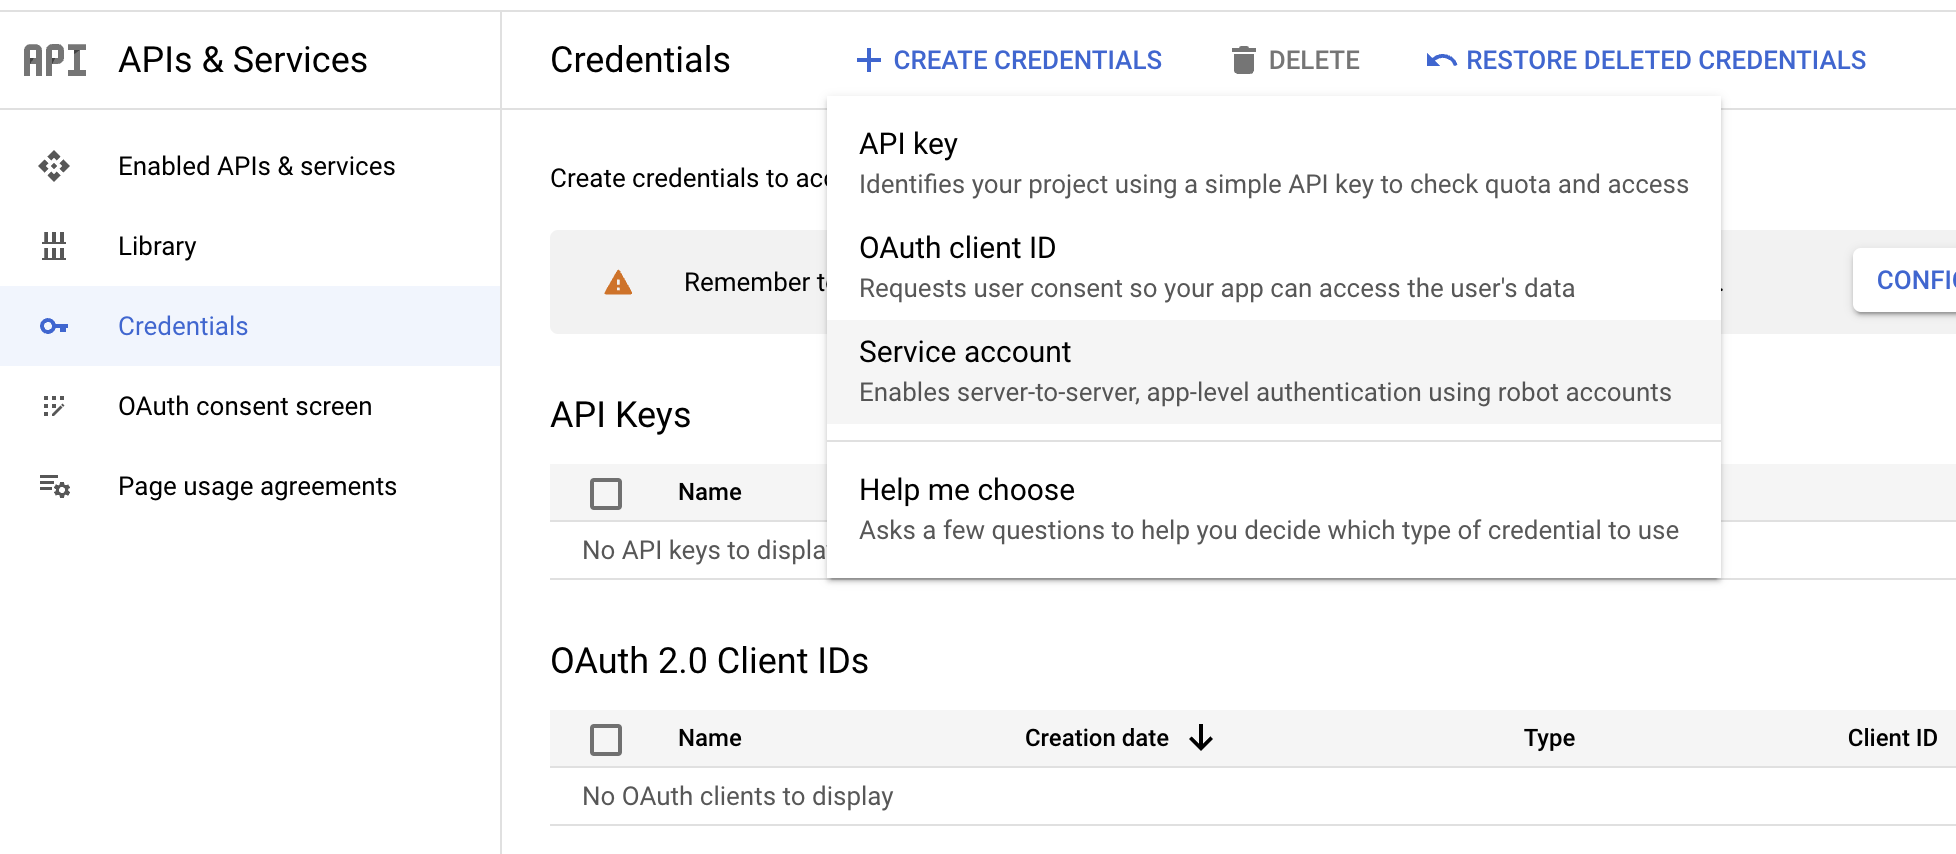 API APIs & Services
Credentials
CREATE CREDENTIALS
DELETE
RESTORE DELETED CREDENTIALS
Enabled APIs & services
Library
Credentials
OAuth consent screen
Page usage agreements
Create credentials to
API key
Identifies your project using a simple API key to check quota and access
OAuth client ID
Requests user consent so your app can access the user's data
Service account
Enables server-to-server, app-level authentication using robot accounts
Help me choose
Asks a few questions to help you decide which type of credential to use
Remember
API Keys
Name
No API keys to
OAuth 2.0 Client IDs
Name Creation date Type Client ID
No OAuth clients to display